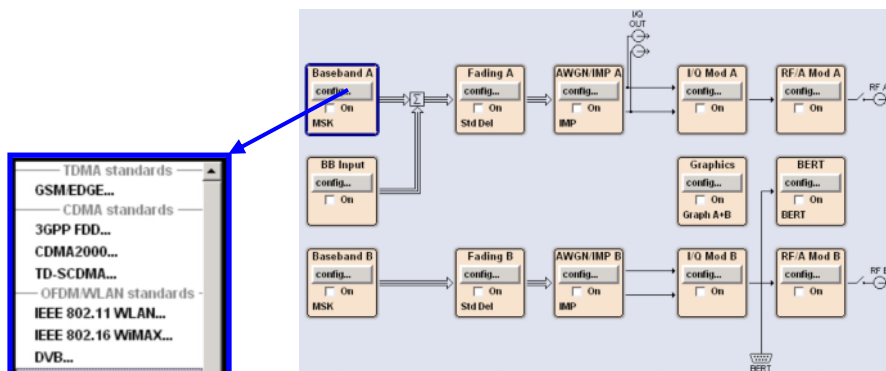 I/Q
OUT
Baseband A
config...
On
MSK
Σ
Fading A
config...
On
Std Del
AWGN/IMP A
config...
On
IMP
I/Q Mod A
config...
On
RF/A Mod A
config...
On
RF A
BB Input
config...
On
Graphics
config...
On
Graph A+B
BERT
config...
On
BERT
Baseband B
config...
On
MSK
Fading B
config...
On
Std Del
AWGN/IMP B
config...
On
IMP
I/Q Mod B
config...
On
RF/A Mod B
config...
On
RF B
BERT
TDMA standards
GSM/EDGE...
CDMA standards
3GPP FDD...
CDMA2000...
TD-SCDMA...
OFDM/WLAN standards
IEEE 802.11 WLAN...
IEEE 802.16 WiMAX...
DVB...